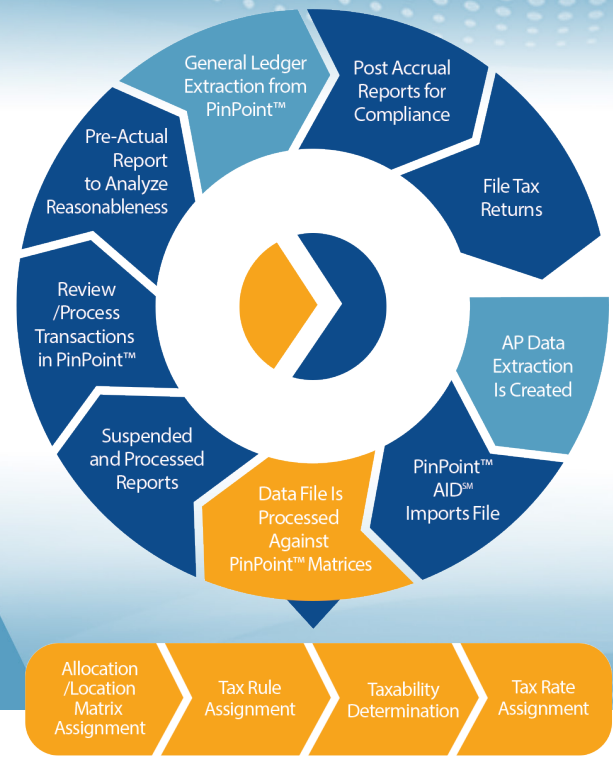 General Ledger
Extraction from
PinPoint™
Post Accrual
Reports for
Compliance
File Tax
Returns
AP Data
Extraction
Is Created
PinPoint™
AID℠
Imports File
Data File Is
Processed
Against
PinPoint™ Matrices
Suspended
and Processed
Reports
Review
/Process
Transactions
in PinPoint™
Pre-Actual
Report
to Analyze
Reasonableness
Allocation
/Location
Matrix
Assignment
Tax Rule
Assignment
Taxability
Determination
Tax Rate
Assignment